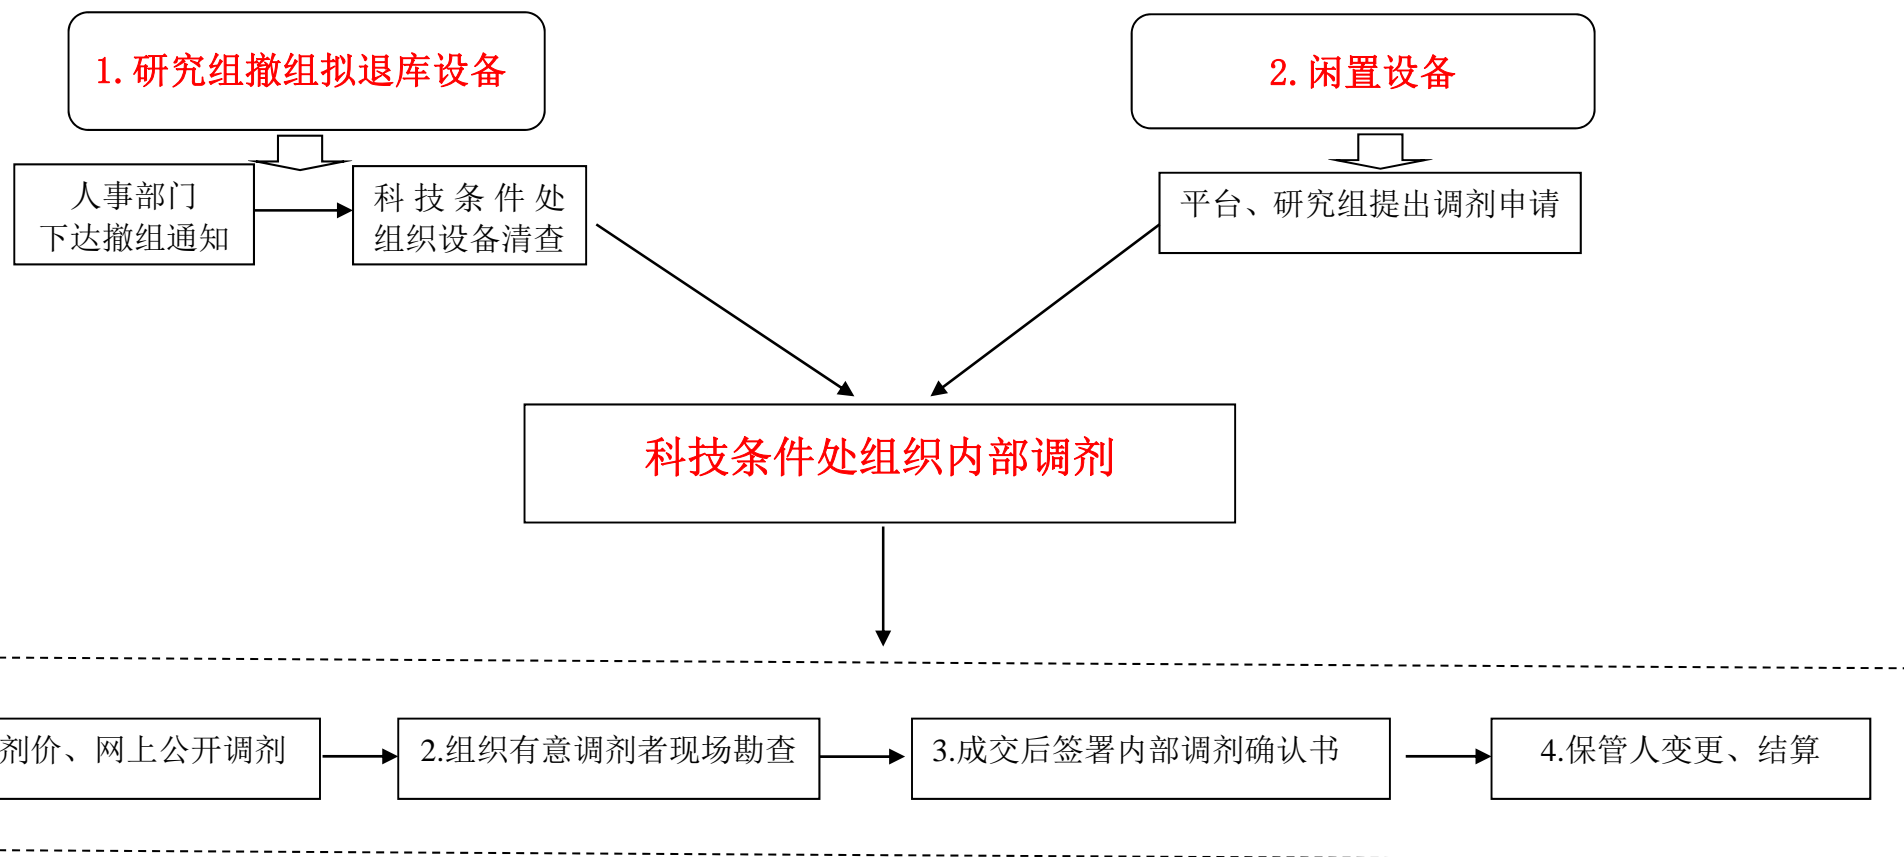 1.研究组撤组拟退库设备
2.闲置设备
人事部门
下达撤组通知
科技条件处
组织设备清查
平台、研究组提出调剂申请
科技条件处组织内部调剂
剂价、网上公开调剂
2.组织有意调剂者现场勘查
3.成交后签署内部调剂确认书
4.保管人变更、结算